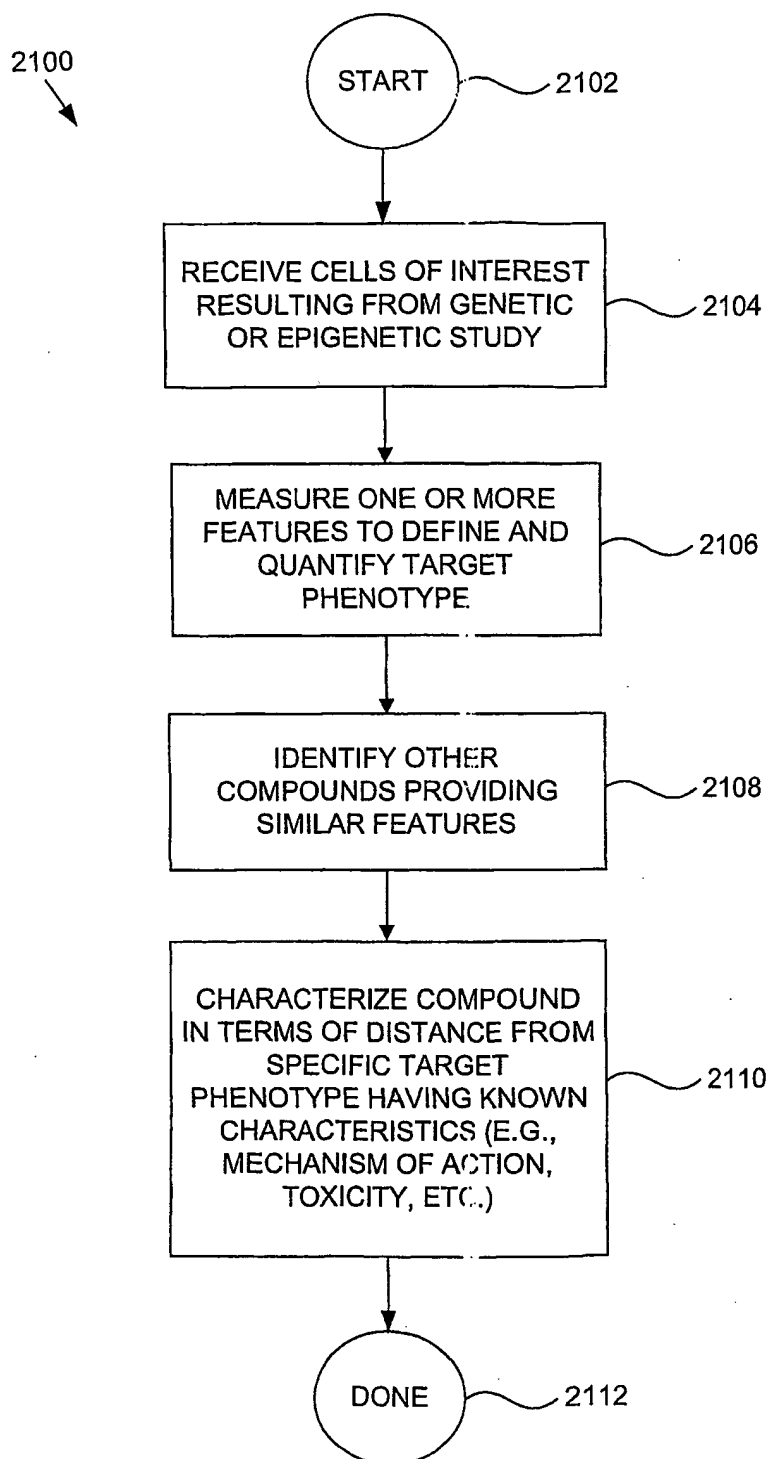 2100
START
2102
RECEIVE CELLS OF INTEREST
RESULTING FROM GENETIC
OR EPIGENETIC STUDY
2104
MEASURE ONE OR MORE
FEATURES TO DEFINE AND
QUANTIFY TARGET
PHENOTYPE
2106
IDENTIFY OTHER
COMPOUNDS PROVIDING
SIMILAR FEATURES
2108
CHARACTERIZE COMPOUND
IN TERMS OF DISTANCE FROM
SPECIFIC TARGET
PHENOTYPE HAVING KNOWN
CHARACTERISTICS (E.G.,
MECHANISM OF ACTION,
TOXICITY, ETC.)
2110
DONE
2112